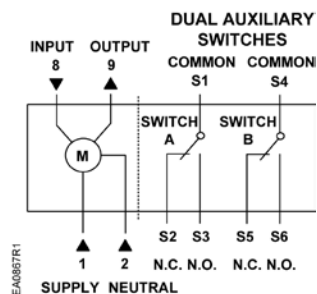 DUAL AUXILIARY
SWITCHES
INPUT OUTPUT
8 9
COMMON COMMON
S1 S4
SWITCH A
SWITCH B
M
S2 S3 S5 S6
1 2
N.C. N.O. N.C. N.O.
SUPPLY NEUTRAL
EA0867R1